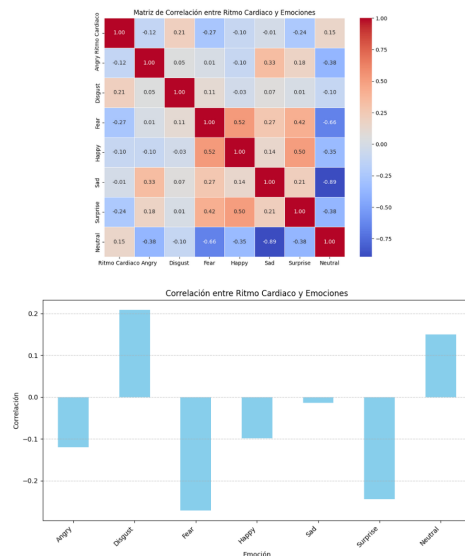 Matriz de Correlación entre Ritmo Cardiaco y Emociones
Ritmo Cardiaco 1.00 -0.12 0.21 -0.27 -0.10 -0.01 -0.24 0.15
Angry -0.12 1.00 0.05 0.01 -0.10 0.33 0.18 -0.38
Disgust 0.21 0.05 1.00 0.11 -0.03 0.07 0.01 -0.10
Fear -0.27 0.01 0.11 1.00 0.52 0.27 0.42 -0.66
Happy -0.10 -0.10 -0.03 0.52 1.00 0.14 0.50 -0.35
Sad -0.01 0.33 0.07 0.27 0.14 1.00 0.21 -0.89
Surprise -0.24 0.18 0.01 0.42 0.50 0.21 1.00 -0.38
Neutral 0.15 -0.38 -0.10 -0.66 -0.35 -0.89 -0.38 1.00
Ritmo Cardiaco Angry Disgust Fear Happy Sad Surprise Neutral
1.00
0.75
0.50
0.25
0.00
-0.25
-0.50
-0.75
Correlación entre Ritmo Cardiaco y Emociones
Correlación
0.2
0.1
0.0
-0.1
-0.2
Angry Disgust Fear Happy Sad Surprise Neutral
Emoción